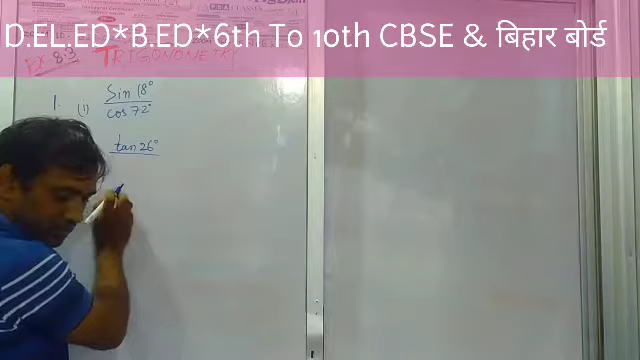 D.EL.ED*B.ED*6th To 10th CBSE & बिहार बोर्ड
Ex 8.3 TRIGONOMETRY
1. (i) Sin 18°
cos 72°
tan 26°